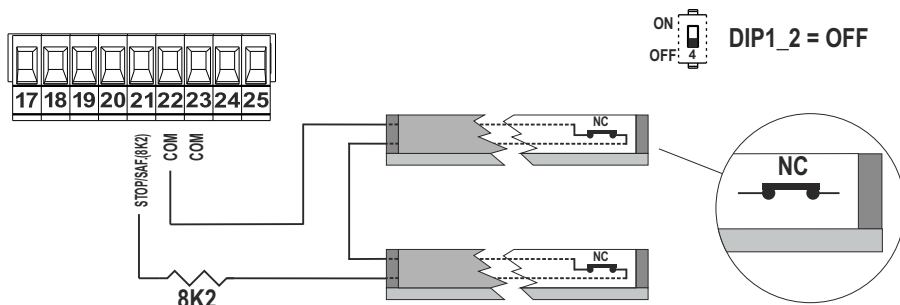 ON
OFF 4
DIP1_2 = OFF
17 18 19 20 21 22 23 24 25
STOP/SAF.(8K2)
COM
COM
NC
NC
NC
8K2